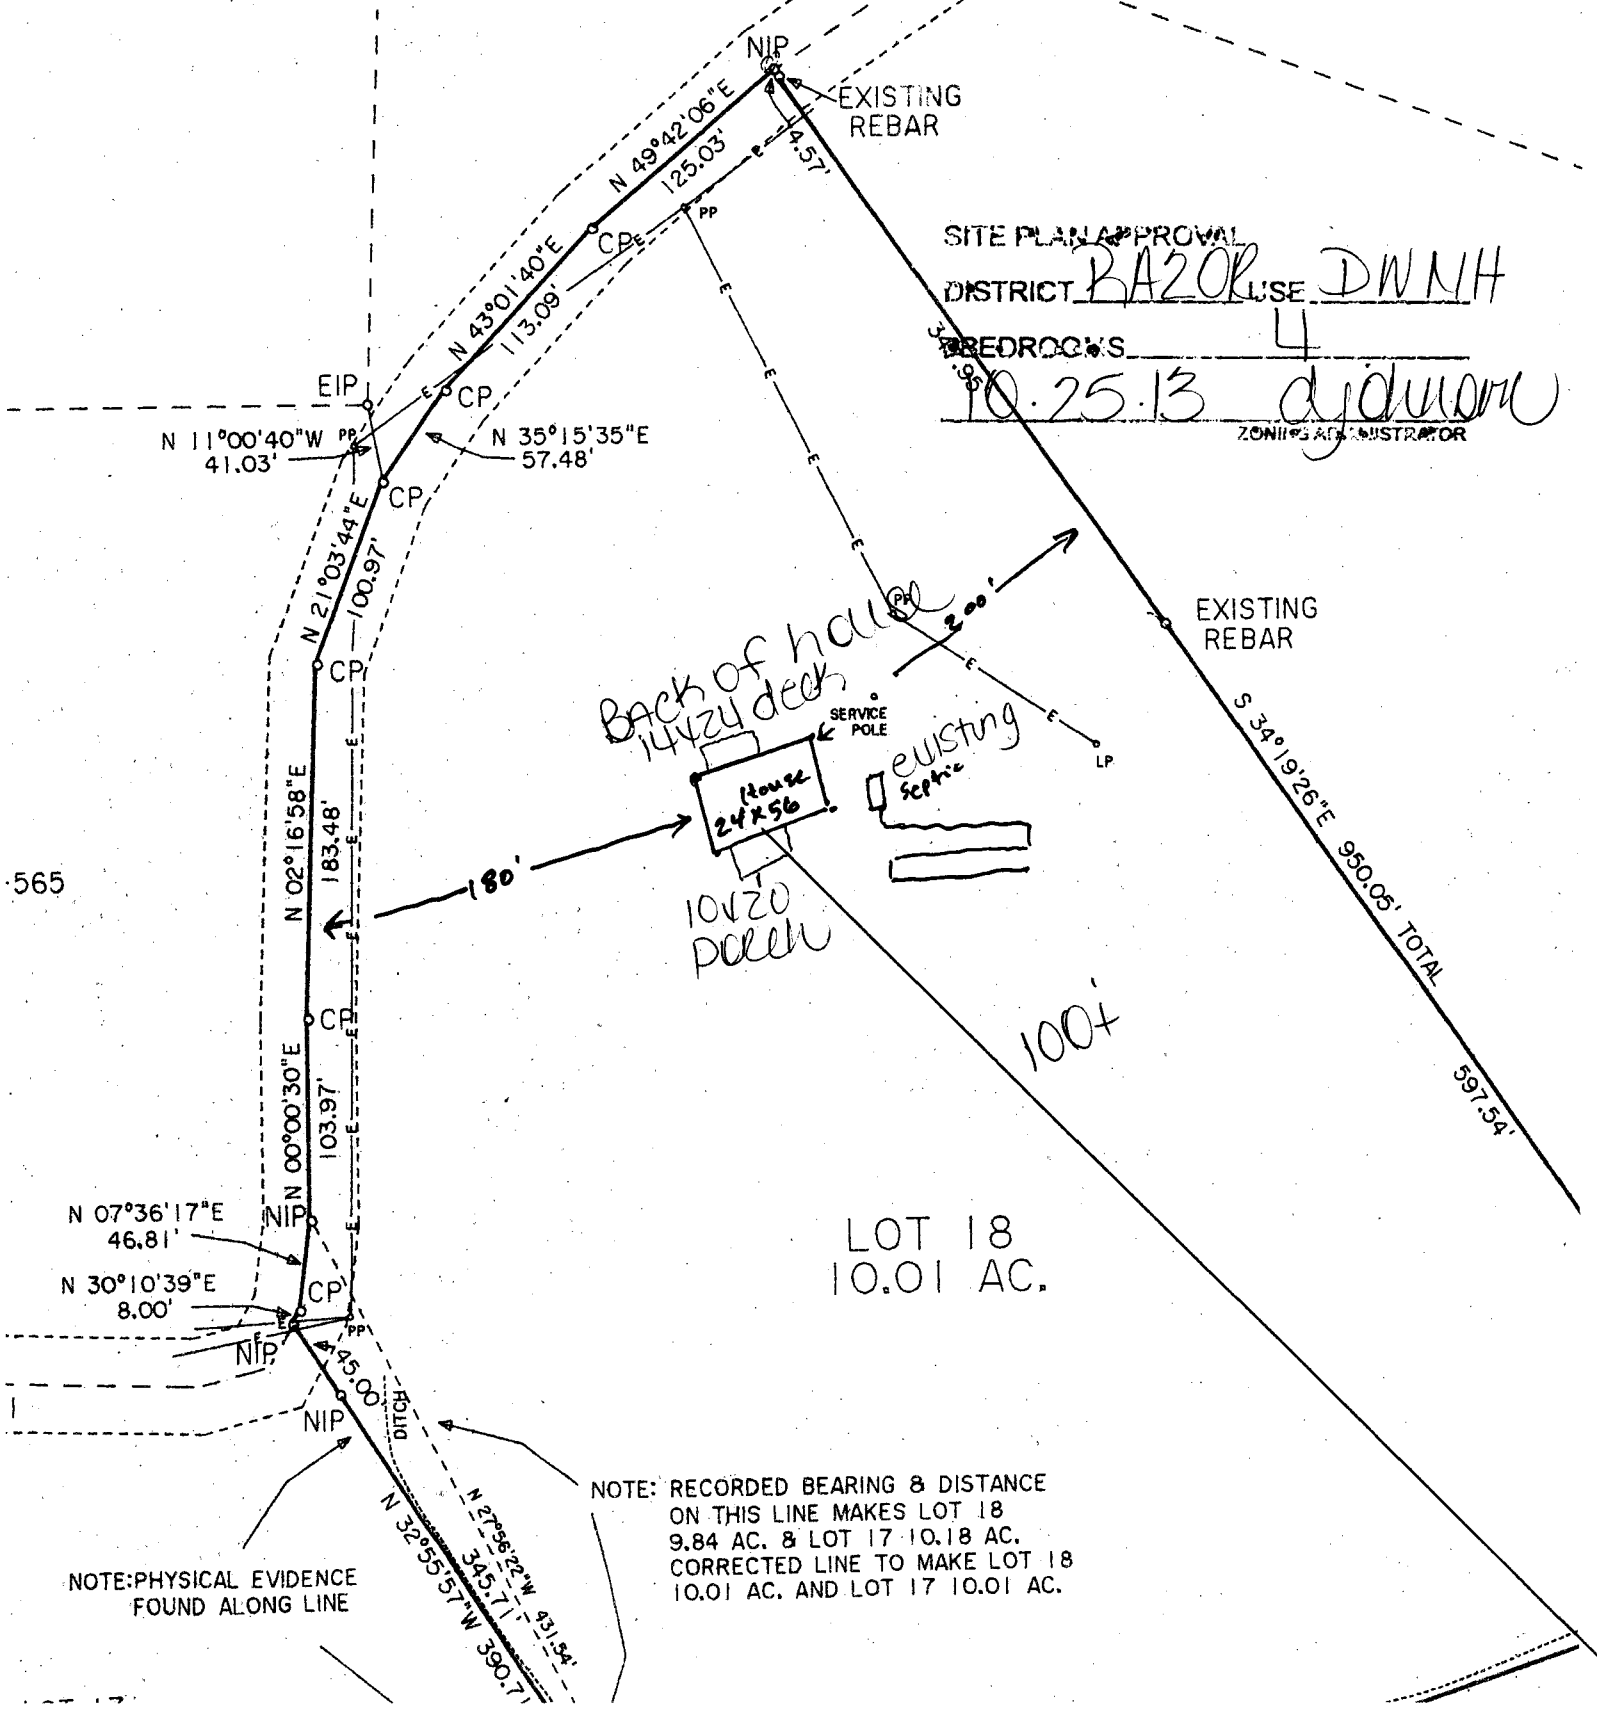 NIP
EXISTING
REBAR
N 49°42'06"E
125.03'
4.57'
E
PP
CP
E
N 43°01'40"E
113.09'
SITE PLAN APPROVAL
DISTRICT RA20R USE DWMH
#BEDROOMS 4
10.25.13
ZONING ADMINISTRATOR
EIP
E
CP
N 11°00'40"W
41.03'
PP
N 35°15'35"E
57.48'
CP
E
E
E
E
N 21°03'44"E
100.97'
CP
PP
200'
EXISTING
REBAR
Back of house
14x24 deck
E
SERVICE
POLE
E
LP
existing
Septic
House
24x56
S 34°19'26"E 950.05' TOTAL
N 02°16'58"E
183.48'
E
E
E
180'
10x20
porch
·565
CP
E
100+
N 00°00'30"E
103.97'
E
597.54'
N 07°36'17"E
46.81'
NIP
E
LOT 18
10.01 AC.
N 30°10'39"E
8.00'
CP
E
E
PP
NIP
45.00'
NIP
DITCH
NOTE: RECORDED BEARING & DISTANCE
ON THIS LINE MAKES LOT 18
9.84 AC. & LOT 17 10.18 AC.
CORRECTED LINE TO MAKE LOT 18
10.01 AC. AND LOT 17 10.01 AC.
N 27°56'22"W 431.54'
345.71'
N 32°55'57"W 390.71'
NOTE:PHYSICAL EVIDENCE
FOUND ALONG LINE